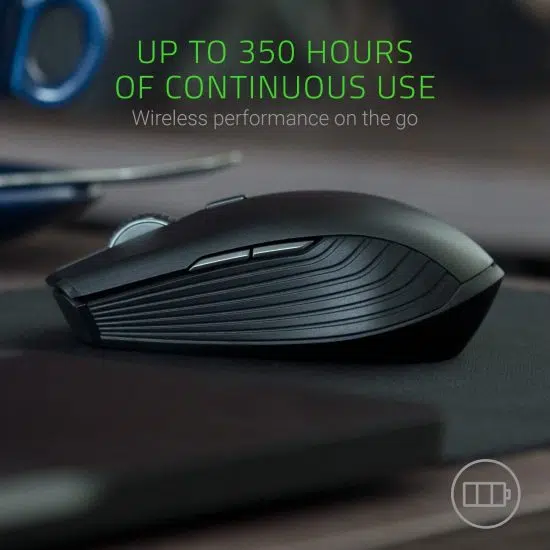 UP TO 350 HOURS
OF CONTINUOUS USE
Wireless performance on the go